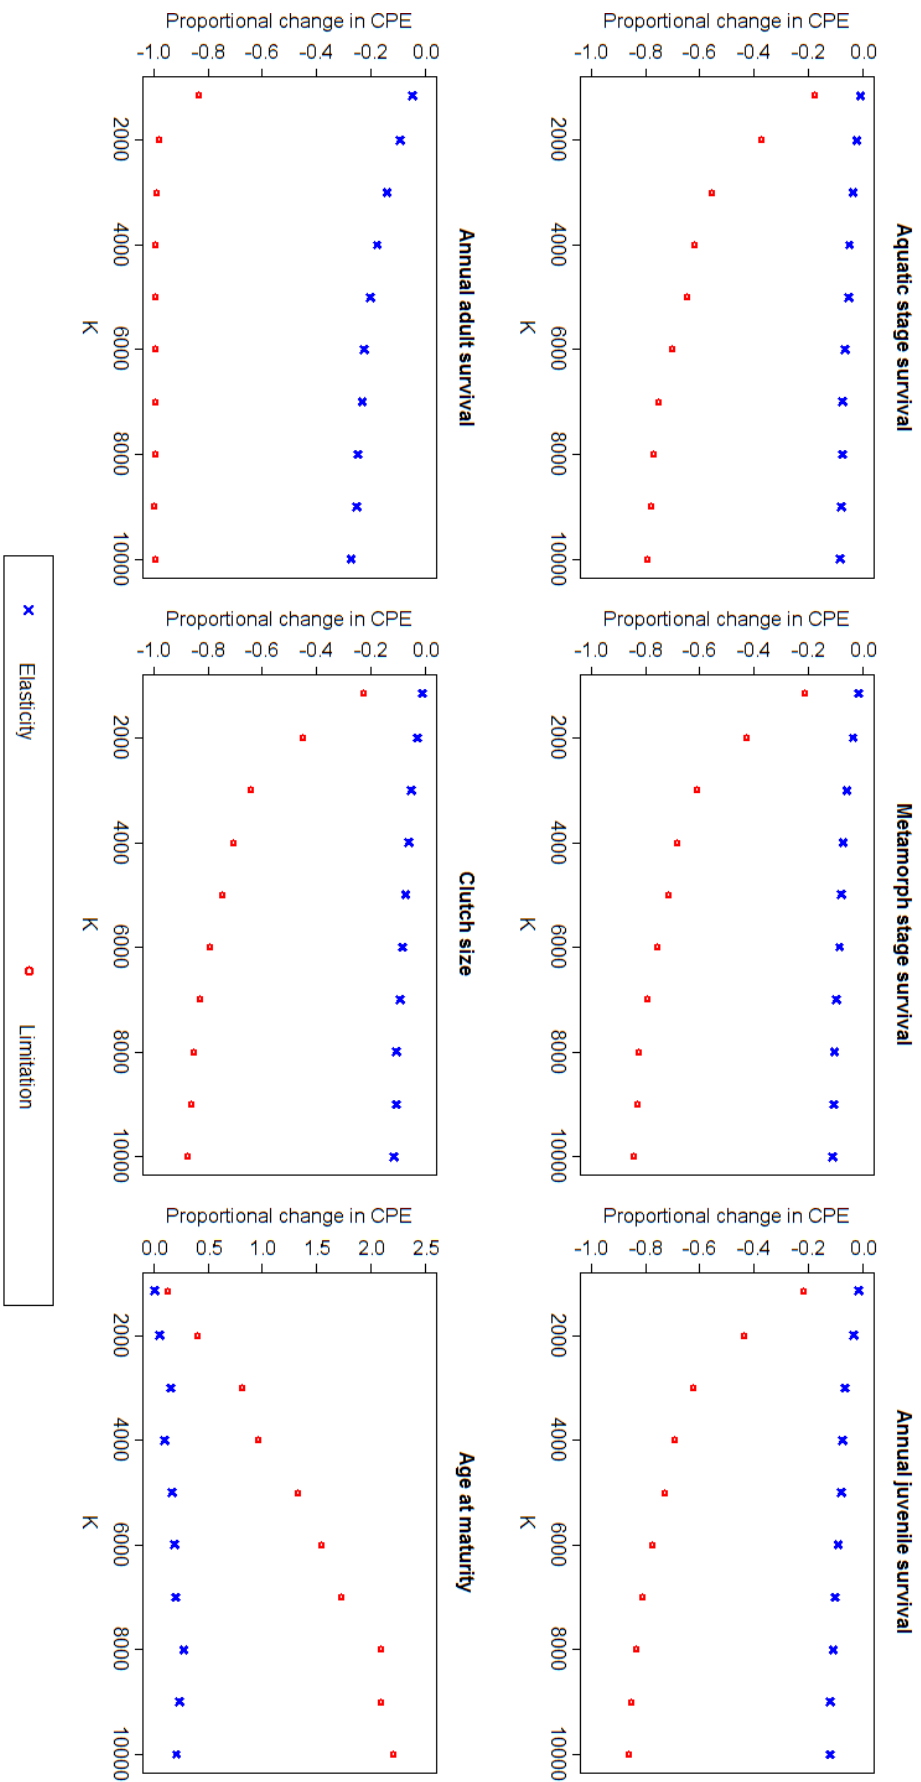 Aquatic stage survival
Proportional change in CPE
0.0
-0.2
-0.4
-0.6
-0.8
-1.0
2000 4000 6000 8000 10000
K
Metamorph stage survival
Proportional change in CPE
0.0
-0.2
-0.4
-0.6
-0.8
-1.0
2000 4000 6000 8000 10000
K
Annual juvenile survival
Proportional change in CPE
0.0
-0.2
-0.4
-0.6
-0.8
-1.0
2000 4000 6000 8000 10000
K
Annual adult survival
Proportional change in CPE
0.0
-0.2
-0.4
-0.6
-0.8
-1.0
2000 4000 6000 8000 10000
K
Clutch size
Proportional change in CPE
0.0
-0.2
-0.4
-0.6
-0.8
-1.0
2000 4000 6000 8000 10000
K
Age at maturity
Proportional change in CPE
2.5
2.0
1.5
1.0
0.5
0.0
2000 4000 6000 8000 10000
K
Elasticity Limitation